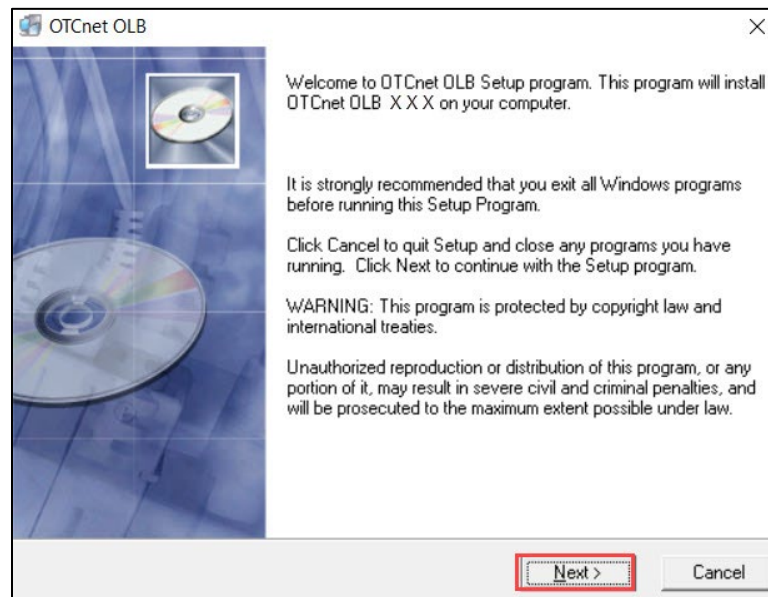 OTCnet OLB
Welcome to OTCnet OLB Setup program. This program will install
OTCnet OLB X X X on your computer.
It is strongly recommended that you exit all Windows programs
before running this Setup Program.
Click Cancel to quit Setup and close any programs you have
running. Click Next to continue with the Setup program.
WARNING: This program is protected by copyright law and
international treaties.
Unauthorized reproduction or distribution of this program, or any
portion of it, may result in severe civil and criminal penalties, and
will be prosecuted to the maximum extent possible under law.
Next > Cancel